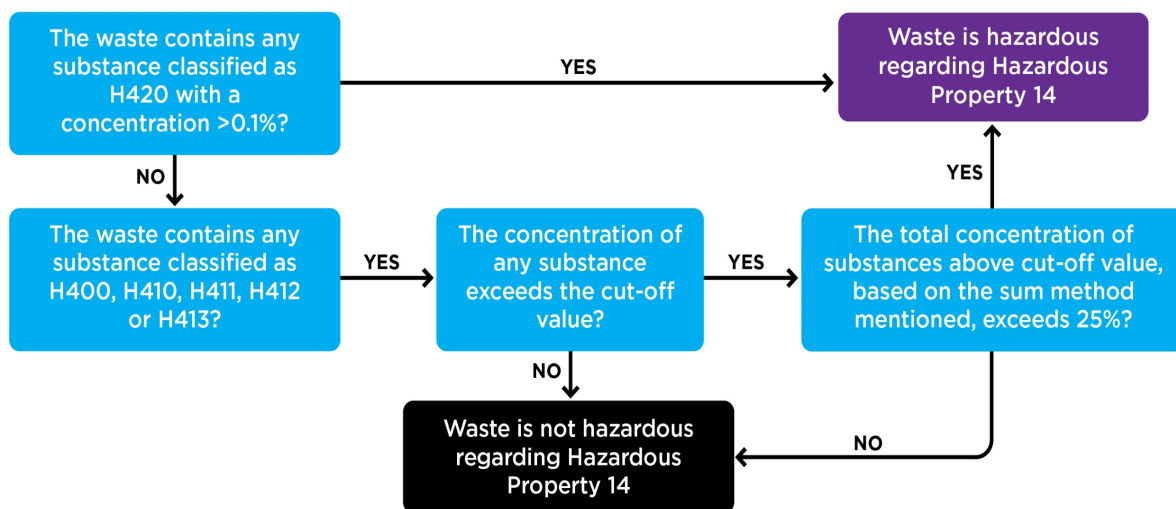 The waste contains any
substance classified as
H420 with a
concentration >0.1%?
YES
Waste is hazardous
regarding Hazardous
Property 14
NO
YES
The waste contains any
substance classified as
H400, H410, H411, H412
or H413?
YES
The concentration of
any substance
exceeds the cut-off
value?
YES
The total concentration of
substances above cut-off value,
based on the sum method
mentioned, exceeds 25%?
NO
Waste is not hazardous
regarding Hazardous
Property 14
NO